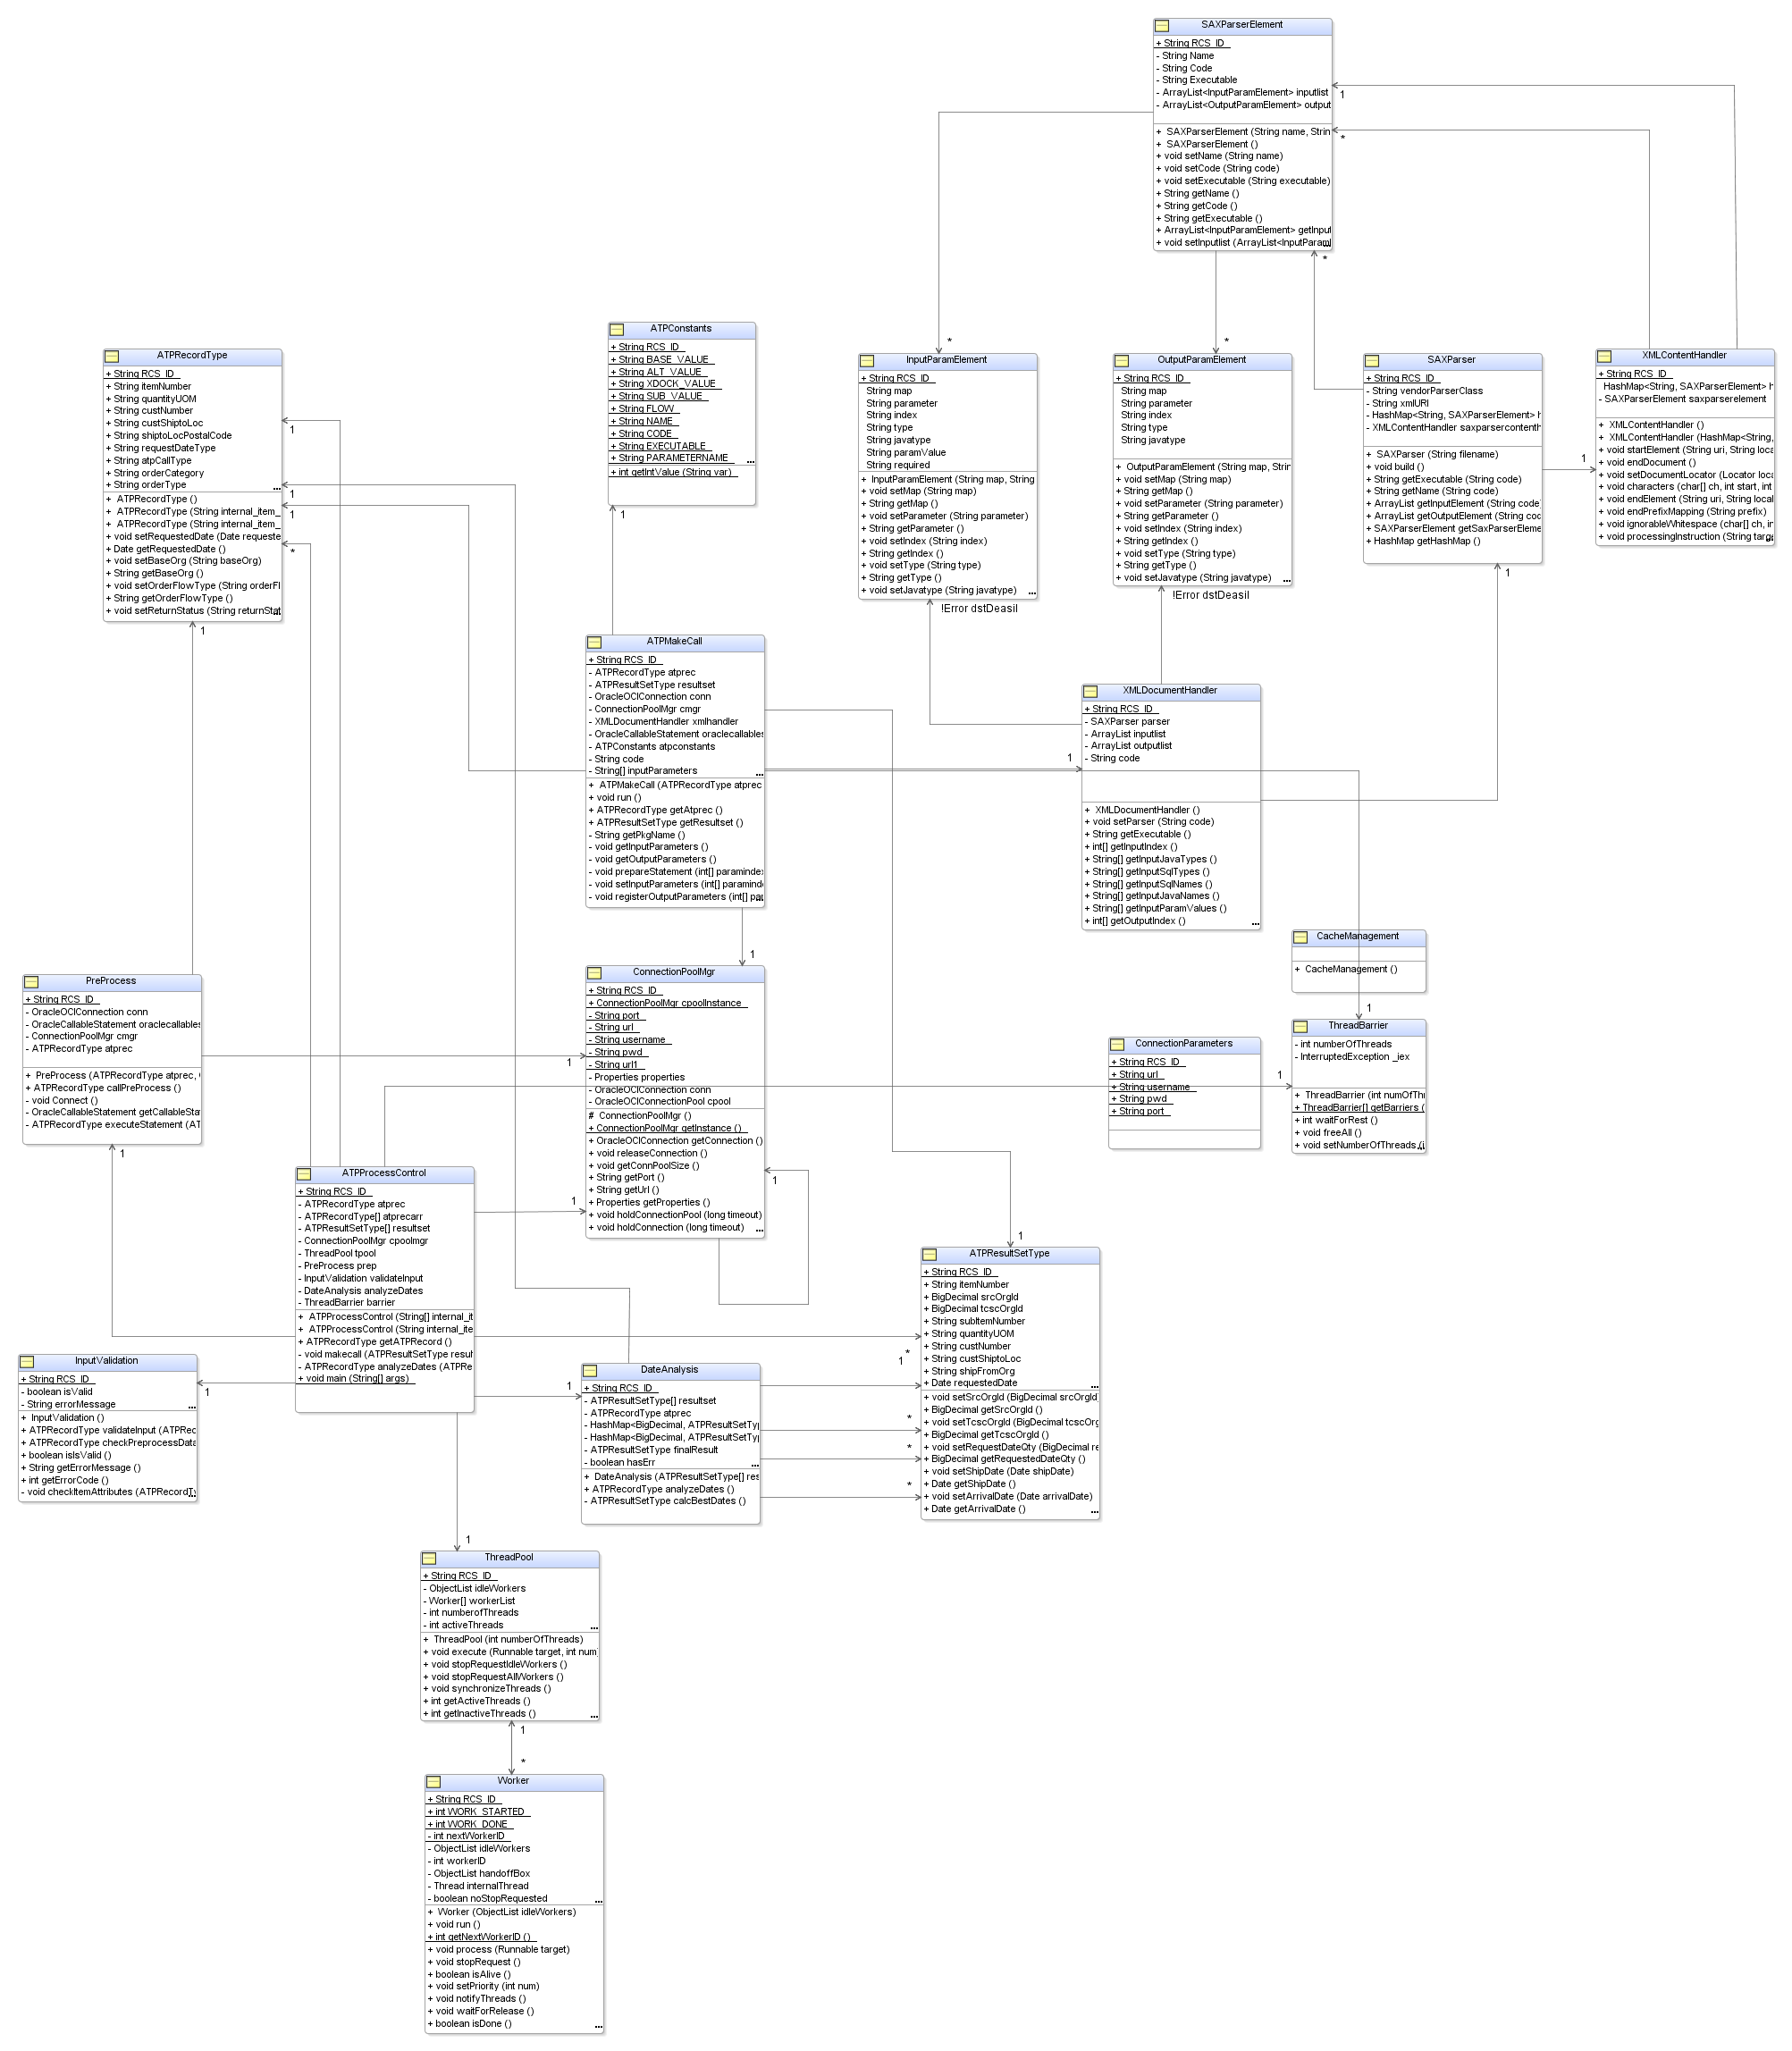 SAXParserElement
+ String RCS_ID
- String Name
- String Code
- String Executable
- ArrayList<InputParamElement> inputlist
- ArrayList<OutputParamElement> output
+ SAXParserElement (String name, Strin
+ SAXParserElement ()
+ void setName (String name)
+ void setCode (String code)
+ void setExecutable (String executable)
+ String getName ()
+ String getCode ()
+ String getExecutable ()
+ ArrayList<InputParamElement> getInput
+ void setInputlist (ArrayList<InputParam
1
*
*
*
*
ATPConstants
+ String RCS_ID
+ String BASE_VALUE
+ String ALT_VALUE
+ String XDOCK_VALUE
+ String SUB_VALUE
+ String FLOW
+ String NAME
+ String CODE
+ String EXECUTABLE
+ String PARAMETERNAME
...
+ int getIntValue (String var)
1
ATPRecordType
+ String RCS_ID
+ String itemNumber
+ String quantityUOM
+ String custNumber
+ String custShiptoLoc
+ String shiptoLocPostalCode
+ String requestDateType
+ String atpCallType
+ String orderCategory
+ String orderType
...
+ ATPRecordType ()
+ ATPRecordType (String internal_item_
+ ATPRecordType (String internal_item_
+ void setRequestedDate (Date requeste
+ Date getRequestedDate ()
+ void setBaseOrg (String baseOrg)
+ String getBaseOrg ()
+ void setOrderFlowType (String orderFl
+ String getOrderFlowType ()
+ void setReturnStatus (String returnStat
...
1
1
1
*
1
InputParamElement
+ String RCS_ID
String map
String parameter
String index
String type
String javatype
String paramValue
String required
+ InputParamElement (String map, String
+ void setMap (String map)
+ String getMap ()
+ void setParameter (String parameter)
+ String getParameter ()
+ void setIndex (String index)
+ String getIndex ()
+ void setType (String type)
+ String getType ()
+ void setJavatype (String javatype)
...
!Error dstDeasil
OutputParamElement
+ String RCS_ID
String map
String parameter
String index
String type
String javatype
+ OutputParamElement (String map, Strin
+ void setMap (String map)
+ String getMap ()
+ void setParameter (String parameter)
+ String getParameter ()
+ void setIndex (String index)
+ String getIndex ()
+ void setType (String type)
+ String getType ()
+ void setJavatype (String javatype)
...
!Error dstDeasil
SAXParser
+ String RCS_ID
- String vendorParserClass
- String xmlURI
- HashMap<String, SAXParserElement> h
- XMLContentHandler saxparsercontenth
+ SAXParser (String filename)
+ void build ()
+ String getExecutable (String code)
+ String getName (String code)
+ ArrayList getInputElement (String code)
+ ArrayList getOutputElement (String cod
+ SAXParserElement getSaxParserEleme
+ HashMap getHashMap ()
1
1
XMLContentHandler
+ String RCS_ID
HashMap<String, SAXParserElement> h
- SAXParserElement saxparserelement
+ XMLContentHandler ()
+ XMLContentHandler (HashMap<String,
+ void startElement (String uri, String loca
+ void endDocument ()
+ void setDocumentLocator (Locator loca
+ void characters (char[] ch, int start, int
+ void endElement (String uri, String local
+ void endPrefixMapping (String prefix)
+ void ignorableWhitespace (char[] ch, in
+ void processingInstruction (String targe
ATPMakeCall
+ String RCS_ID
- ATPRecordType atprec
- ATPResultSetType resultset
- OracleOCIConnection conn
- ConnectionPoolMgr cmgr
- XMLDocumentHandler xmlhandler
- OracleCallableStatement oraclecallables
- ATPConstants atpconstants
- String code
- String[] inputParameters
...
+ ATPMakeCall (ATPRecordType atprec
+ void run ()
+ ATPRecordType getAtprec ()
+ ATPResultSetType getResultset ()
- String getPkgName ()
- void getInputParameters ()
- void getOutputParameters ()
- void prepareStatement (int[] paramindex
- void setInputParameters (int[] paraminde
- void registerOutputParameters (int[] pa
...
1
1
XMLDocumentHandler
+ String RCS_ID
- SAXParser parser
- ArrayList inputlist
- ArrayList outputlist
- String code
+ XMLDocumentHandler ()
+ void setParser (String code)
+ String getExecutable ()
+ int[] getInputIndex ()
+ String[] getInputJavaTypes ()
+ String[] getInputSqlTypes ()
+ String[] getInputSqlNames ()
+ String[] getInputJavaNames ()
+ String[] getInputParamValues ()
+ int[] getOutputIndex ()
...
CacheManagement
+ CacheManagement ()
1
ThreadBarrier
- int numberOfThreads
- InterruptedException _iex
+ ThreadBarrier (int numOfThr
+ ThreadBarrier[] getBarriers (
+ int waitForRest ()
+ void freeAll ()
+ void setNumberOfThreads (i
...
1
ConnectionParameters
+ String RCS_ID
+ String url
+ String username
+ String pwd
+ String port
PreProcess
+ String RCS_ID
- OracleOCIConnection conn
- OracleCallableStatement oraclecallables
- ConnectionPoolMgr cmgr
- ATPRecordType atprec
+ PreProcess (ATPRecordType atprec,
+ ATPRecordType callPreProcess ()
- void Connect ()
- OracleCallableStatement getCallableSta
- ATPRecordType executeStatement (AT
1
1
ConnectionPoolMgr
+ String RCS_ID
+ ConnectionPoolMgr cpoolInstance
- String port
- String url
- String username
- String pwd
- String url1
- Properties properties
- OracleOCIConnection conn
- OracleOCIConnectionPool cpool
# ConnectionPoolMgr ()
+ ConnectionPoolMgr getInstance ()
+ OracleOCIConnection getConnection ()
+ void releaseConnection ()
+ void getConnPoolSize ()
+ String getPort ()
+ String getUrl ()
+ Properties getProperties ()
+ void holdConnectionPool (long timeout)
+ void holdConnection (long timeout)
...
1
1
ATPProcessControl
+ String RCS_ID
- ATPRecordType atprec
- ATPRecordType[] atprecarr
- ATPResultSetType[] resultset
- ConnectionPoolMgr cpoolmgr
- ThreadPool tpool
- PreProcess prep
- InputValidation validateInput
- DateAnalysis analyzeDates
- ThreadBarrier barrier
+ ATPProcessControl (String[] internal_it
+ ATPProcessControl (String internal_ite
+ ATPRecordType getATPRecord ()
- void makecall (ATPResultSetType resul
- ATPRecordType analyzeDates (ATPRe
+ void main (String[] args)
1
ATPResultSetType
+ String RCS_ID
+ String itemNumber
+ BigDecimal srcOrgId
+ BigDecimal tcscOrgId
+ String subItemNumber
+ String quantityUOM
+ String custNumber
+ String custShiptoLoc
+ String shipFromOrg
+ Date requestedDate
...
+ void setSrcOrgId (BigDecimal srcOrgId
+ BigDecimal getSrcOrgId ()
+ void setTcscOrgId (BigDecimal tcscOrg
+ BigDecimal getTcscOrgId ()
+ void setRequestDateQty (BigDecimal re
+ BigDecimal getRequestedDateQty ()
+ void setShipDate (Date shipDate)
+ Date getShipDate ()
+ void setArrivalDate (Date arrivalDate)
+ Date getArrivalDate ()
...
*
1
*
*
*
InputValidation
+ String RCS_ID
- boolean isValid
- String errorMessage
...
+ InputValidation ()
+ ATPRecordType validateInput (ATPRec
+ ATPRecordType checkPreprocessData
+ boolean isIsValid ()
+ String getErrorMessage ()
+ int getErrorCode ()
- void checkItemAttributes (ATPRecordTy
...
1
1
DateAnalysis
+ String RCS_ID
- ATPResultSetType[] resultset
- ATPRecordType atprec
- HashMap<BigDecimal, ATPResultSetTyp
- HashMap<BigDecimal, ATPResultSetTyp
- ATPResultSetType finalResult
- boolean hasErr
...
+ DateAnalysis (ATPResultSetType[] res
+ ATPRecordType analyzeDates ()
- ATPResultSetType calcBestDates ()
1
ThreadPool
+ String RCS_ID
- ObjectList idleWorkers
- Worker[] workerList
- int numberofThreads
- int activeThreads
...
+ ThreadPool (int numberOfThreads)
+ void execute (Runnable target, int num
+ void stopRequestIdleWorkers ()
+ void stopRequestAllWorkers ()
+ void synchronizeThreads ()
+ int getActiveThreads ()
+ int getInactiveThreads ()
...
1
*
Worker
+ String RCS_ID
+ int WORK_STARTED
+ int WORK_DONE
- int nextWorkerID
- ObjectList idleWorkers
- int workerID
- ObjectList handoffBox
- Thread internalThread
- boolean noStopRequested
...
+ Worker (ObjectList idleWorkers)
+ void run ()
+ int getNextWorkerID ()
+ void process (Runnable target)
+ void stopRequest ()
+ boolean isAlive ()
+ void setPriority (int num)
+ void notifyThreads ()
+ void waitForRelease ()
+ boolean isDone ()
...